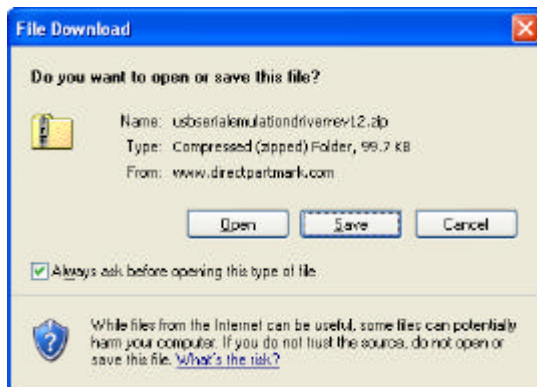 File Download
Do you want to open or save this file?
Name: usbserialemulationdriverrev12.zip
Type: Compressed (zipped) Folder, 99.7 KB
From: www.directpartmark.com
Open Save Cancel
Always ask before opening this type of file
While files from the Internet can be useful, some files can potentially
harm your computer. If you do not trust the source, do not open or
save this file. What's the risk?